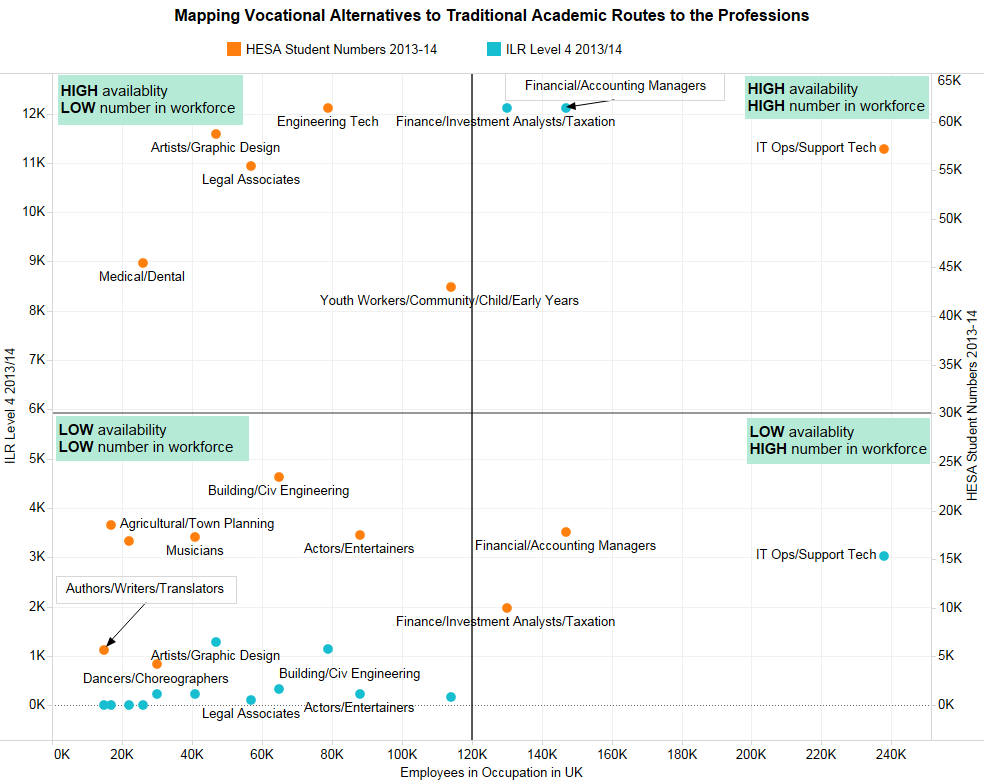 Mapping Vocational Alternatives to Traditional Academic Routes to the Professions
HESA Student Numbers 2013-14
ILR Level 4 2013/14
HIGH availablity
LOW number in workforce
Financial/Accounting Managers
HIGH availablity
HIGH number in workforce
65K
12K
Engineering Tech
Finance/Investment Analysts/Taxation
60K
Artists/Graphic Design
IT Ops/Support Tech
11K
Legal Associates
55K
10K
50K
9K
Medical/Dental
45K
8K
Youth Workers/Community/Child/Early Years
40K
7K
35K
6K
30K
LOW availability
LOW number in workforce
LOW availablity
HIGH number in workforce
5K
25K
Building/Civ Engineering
4K
20K
Agricultural/Town Planning
Musicians
Actors/Entertainers
Financial/Accounting Managers
3K
IT Ops/Support Tech
15K
Authors/Writers/Translators
2K
10K
Finance/Investment Analysts/Taxation
1K
Artists/Graphic Design
5K
Dancers/Choreographers
Building/Civ Engineering
0K
Legal Associates
Actors/Entertainers
0K
ILR Level 4 2013/14
HESA Student Numbers 2013-14
0K 20K 40K 60K 80K 100K 120K 140K 160K 180K 200K 220K 240K
Employees in Occupation in UK